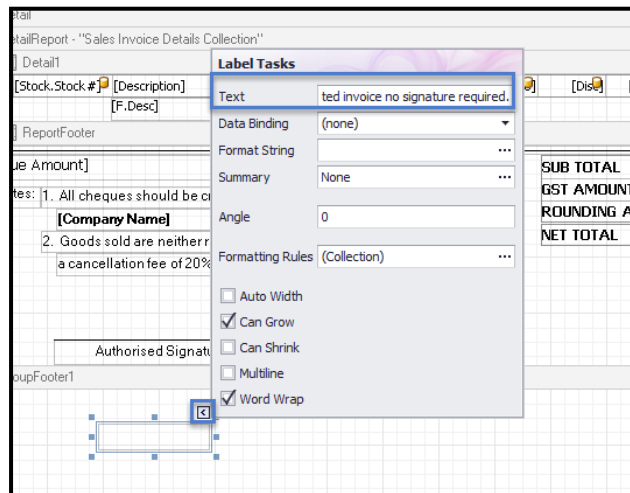 etail
etailReport - "Sales Invoice Details Collection"
Detail1
[Stock.Stock #] [Description] [Dis
[F.Desc]
ReportFooter
ue Amount]
tes: 1. All cheques should be cr
[Company Name]
2. Goods sold are neither r
a cancellation fee of 20%
Authorised Signatu
oupFooter1
Label Tasks
Text ted invoice no signature required.
Data Binding (none)
Format String
Summary None
Angle 0
Formatting Rules (Collection)
Auto Width
Can Grow
Can Shrink
Multiline
Word Wrap
SUB TOTAL
GST AMOUNT
ROUNDING A
NET TOTAL